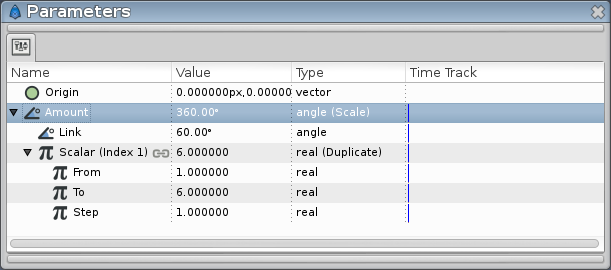 Parameters
Name Value Type Time Track
Origin 0.000000px,0.00000 vector
Amount 360.00° angle (Scale)
Link 60.00° angle
Scalar (Index 1) 6.000000 real (Duplicate)
From 1.000000 real
To 6.000000 real
Step 1.000000 real